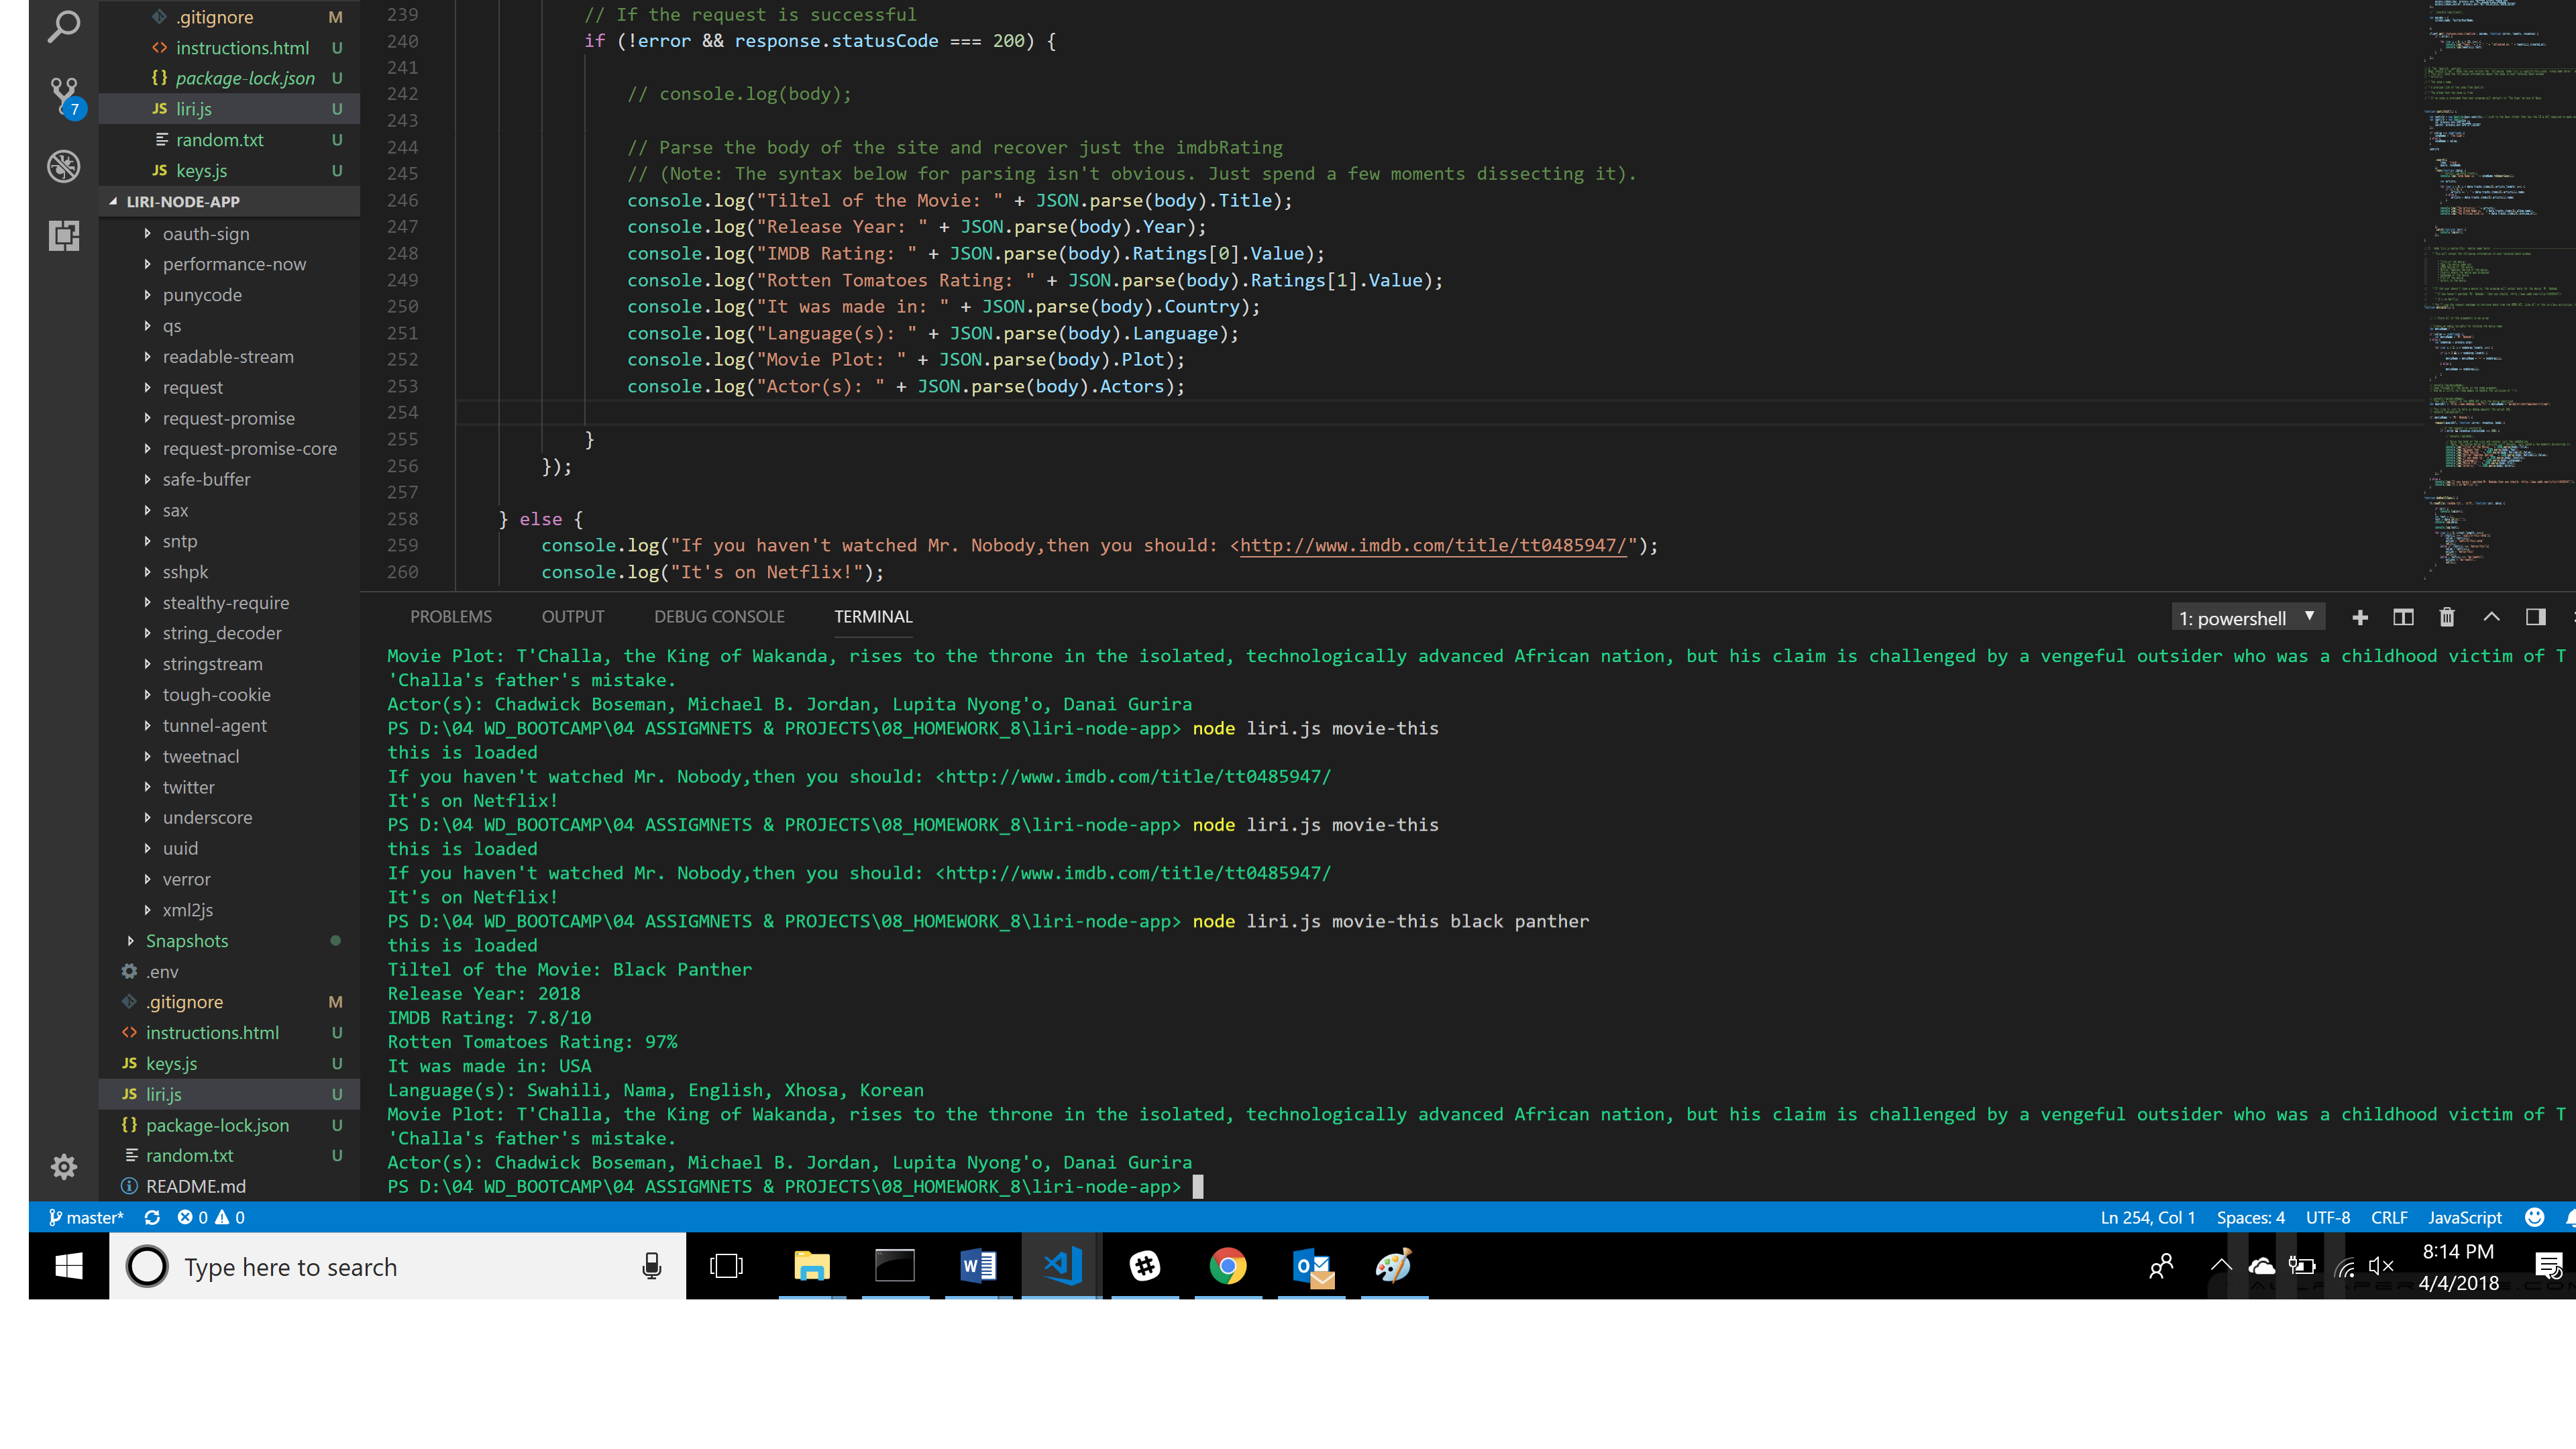 .gitignore M
instructions.html U
package-lock.json U
liri.js U
random.txt U
keys.js U
LIRI-NODE-APP
oauth-sign
performance-now
punycode
qs
readable-stream
request
request-promise
request-promise-core
safe-buffer
sax
sntp
sshpk
stealthy-require
string_decoder
stringstream
tough-cookie
tunnel-agent
tweetnacl
twitter
underscore
uuid
verror
xml2js
Snapshots
.env
.gitignore M
instructions.html U
keys.js U
liri.js U
package-lock.json U
random.txt U
README.md
7
239 // If the request is successful
240 if (!error && response.statusCode === 200) {
241
242 // console.log(body);
243
244 // Parse the body of the site and recover just the imdbRating
245 // (Note: The syntax below for parsing isn't obvious. Just spend a few moments dissecting it).
246 console.log("Tiltel of the Movie: " + JSON.parse(body).Title);
247 console.log("Release Year: " + JSON.parse(body).Year);
248 console.log("IMDB Rating: " + JSON.parse(body).Ratings[0].Value);
249 console.log("Rotten Tomatoes Rating: " + JSON.parse(body).Ratings[1].Value);
250 console.log("It was made in: " + JSON.parse(body).Country);
251 console.log("Language(s): " + JSON.parse(body).Language);
252 console.log("Movie Plot: " + JSON.parse(body).Plot);
253 console.log("Actor(s): " + JSON.parse(body).Actors);
254
255 }
256 });
257
258 } else {
259 console.log("If you haven't watched Mr. Nobody,then you should: <http://www.imdb.com/title/tt0485947/");
260 console.log("It's on Netflix!");
PROBLEMS OUTPUT DEBUG CONSOLE TERMINAL 1: powershell
Movie Plot: T'Challa, the King of Wakanda, rises to the throne in the isolated, technologically advanced African nation, but his claim is challenged by a vengeful outsider who was a childhood victim of T
'Challa's father's mistake.
Actor(s): Chadwick Boseman, Michael B. Jordan, Lupita Nyong'o, Danai Gurira
PS D:\04 WD_BOOTCAMP\04 ASSIGMNETS & PROJECTS\08_HOMEWORK_8\liri-node-app> node liri.js movie-this
this is loaded
If you haven't watched Mr. Nobody,then you should: <http://www.imdb.com/title/tt0485947/
It's on Netflix!
PS D:\04 WD_BOOTCAMP\04 ASSIGMNETS & PROJECTS\08_HOMEWORK_8\liri-node-app> node liri.js movie-this
this is loaded
If you haven't watched Mr. Nobody,then you should: <http://www.imdb.com/title/tt0485947/
It's on Netflix!
PS D:\04 WD_BOOTCAMP\04 ASSIGMNETS & PROJECTS\08_HOMEWORK_8\liri-node-app> node liri.js movie-this black panther
this is loaded
Tiltel of the Movie: Black Panther
Release Year: 2018
IMDB Rating: 7.8/10
Rotten Tomatoes Rating: 97%
It was made in: USA
Language(s): Swahili, Nama, English, Xhosa, Korean
Movie Plot: T'Challa, the King of Wakanda, rises to the throne in the isolated, technologically advanced African nation, but his claim is challenged by a vengeful outsider who was a childhood victim of T
'Challa's father's mistake.
Actor(s): Chadwick Boseman, Michael B. Jordan, Lupita Nyong'o, Danai Gurira
PS D:\04 WD_BOOTCAMP\04 ASSIGMNETS & PROJECTS\08_HOMEWORK_8\liri-node-app>
master* 0 0 Ln 254, Col 1 Spaces: 4 UTF-8 CRLF JavaScript
Type here to search
8:14 PM
4/4/2018